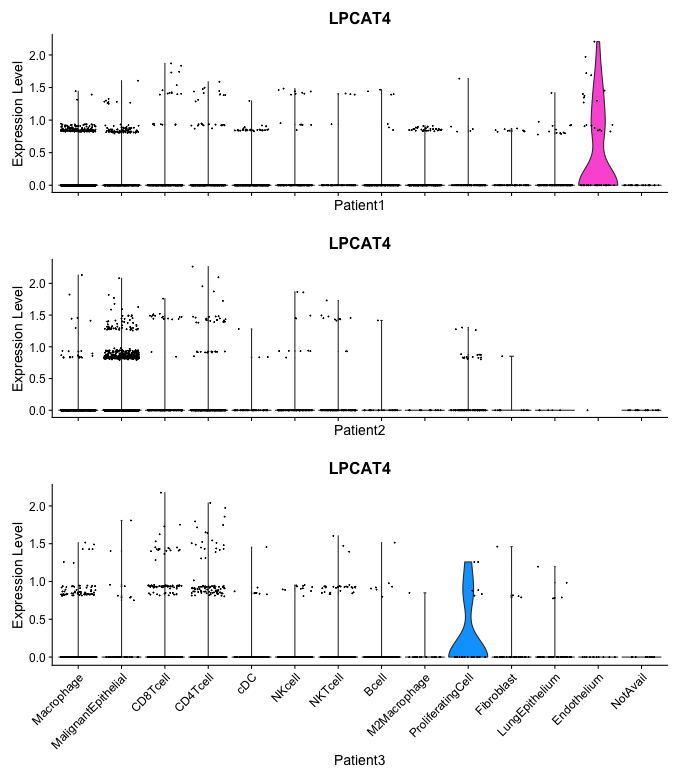 LPCAT4
Expression Level
2.0
1.5
1.0
0.5
0.0
Patient1
LPCAT4
Expression Level
2.0
1.5
1.0
0.5
0.0
Patient2
LPCAT4
Expression Level
2.0
1.5
1.0
0.5
0.0
Macrophage
MalignantEpithelial
CD8Tcell
CD4Tcell
cDC
NKcell
NKTcell
Bcell
M2Macrophage
ProliferatingCell
Fibroblast
LungEpithelium
Endothelium
NotAvail
Patient3